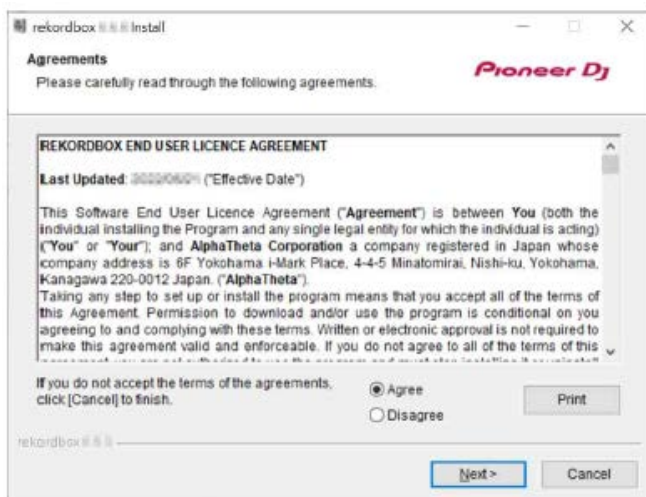 rekordbox Install
Agreements
Please carefully read through the following agreements.
Pioneer Dj
REKORDBOX END USER LICENCE AGREEMENT
Last Updated: ("Effective Date")
This Software End User Licence Agreement ("Agreement") is between You (both the
individual installing the Program and any single legal entity for which the individual is acting)
("You" or "Your"); and AlphaTheta Corporation a company registered in Japan whose
company address is 6F Yokohama i-Mark Place, 4-4-5 Minatomirai, Nishi-ku, Yokohama,
Kanagawa 220-0012 Japan. ("AlphaTheta").
Taking any step to set up or install the program means that you accept all of the terms of
this Agreement. Permission to download and/or use the program is conditional on you
agreeing to and complying with these terms. Written or electronic approval is not required to
make this agreement valid and enforceable. If you do not agree to all of the terms of this
If you do not accept the terms of the agreements,
click [Cancel] to finish.
Agree
Disagree
Print
rekordbox
Next >
Cancel